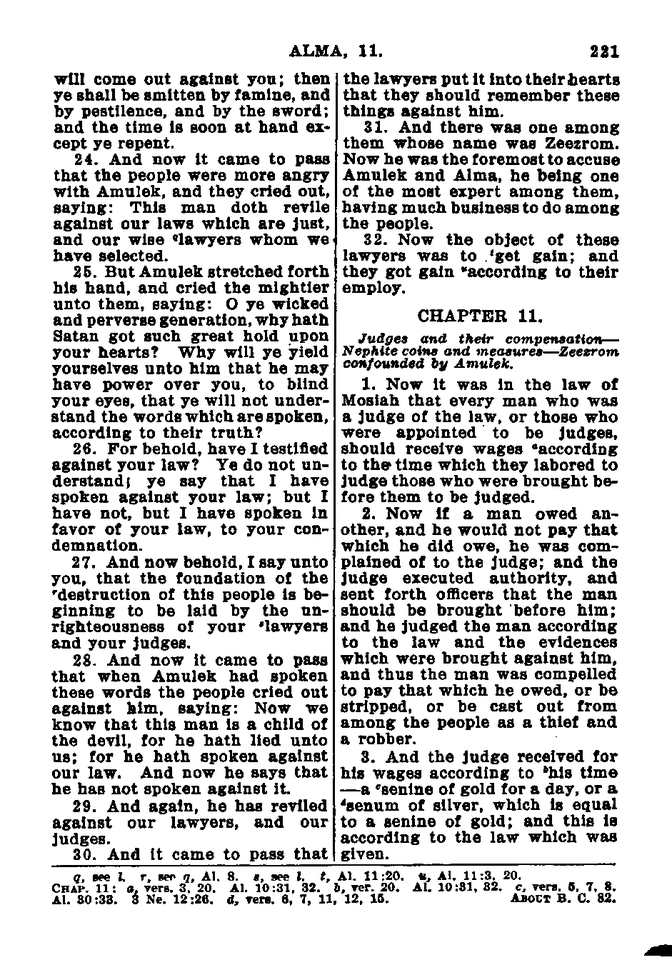 ALMA, 11. 221
will come out against you; then
ye shall be smitten by famine, and
by pestilence, and by the sword;
and the time is soon at hand ex-
cept ye repent.
24. And now it came to pass
that the people were more angry
with Amulek, and they cried out,
saying: This man doth revile
against our laws which are just,
and our wise qlawyers whom we
have selected.
25. But Amulek stretched forth
his hand, and cried the mightier
unto them, saying: O ye wicked
and perverse generation, why hath
Satan got such great hold upon
your hearts? Why will ye yield
yourselves unto him that he may
have power over you, to blind
your eyes, that ye will not under-
stand the words which are spoken,
according to their truth?
26. For behold, have I testified
against your law? Ye do not un-
derstand; ye say that I have
spoken against your law; but I
have not, but I have spoken in
favor of your law, to your con-
demnation.
27. And now behold, I say unto
you, that the foundation of the
rdestruction of this people is be-
ginning to be laid by the un-
righteousness of your slawyers
and your judges.
28. And now it came to pass
that when Amulek had spoken
these words the people cried out
against him, saying: Now we
know that this man is a child of
the devil, for he hath lied unto
us; for he hath spoken against
our law. And now he says that
he has not spoken against it.
29. And again, he has reviled
against our lawyers, and our
judges.
30. And it came to pass that
the lawyers put it into their hearts
that they should remember these
things against him.
31. And there was one among
them whose name was Zeezrom.
Now he was the foremost to accuse
Amulek and Alma, he being one
of the most expert among them,
having much business to do among
the people.
32. Now the object of these
lawyers was to tget gain; and
they got gain uaccording to their
employ.
CHAPTER 11.
Judges and their compensation—
Nephite coins and measures—Zeezrom
confounded by Amulek.
1. Now it was in the law of
Mosiah that every man who was
a judge of the law, or those who
were appointed to be judges,
should receive wages aaccording
to the time which they labored to
judge those who were brought be-
fore them to be judged.
2. Now if a man owed an-
other, and he would not pay that
which he did owe, he was com-
plained of to the judge; and the
judge executed authority, and
sent forth officers that the man
should be brought before him;
and he judged the man according
to the law and the evidences
which were brought against him,
and thus the man was compelled
to pay that which he owed, or be
stripped, or be cast out from
among the people as a thief and
a robber.
3. And the judge received for
his wages according to bhis time
—a csenine of gold for a day, or a
dsenum of silver, which is equal
to a senine of gold; and this is
according to the law which was
given.
q, see l. r, see q, Al. 8. s, see l. t, Al. 11:20. u, Al. 11:3, 20.
CHAP. 11: a, vers. 3, 20. Al. 10:31, 32. b, ver. 20. Al. 10:31, 32. c, vers. 5, 7, 8.
Al. 30:33. 3 Ne. 12:26. d, vers. 6, 7, 11, 12, 15. ABOUT B. C. 82.